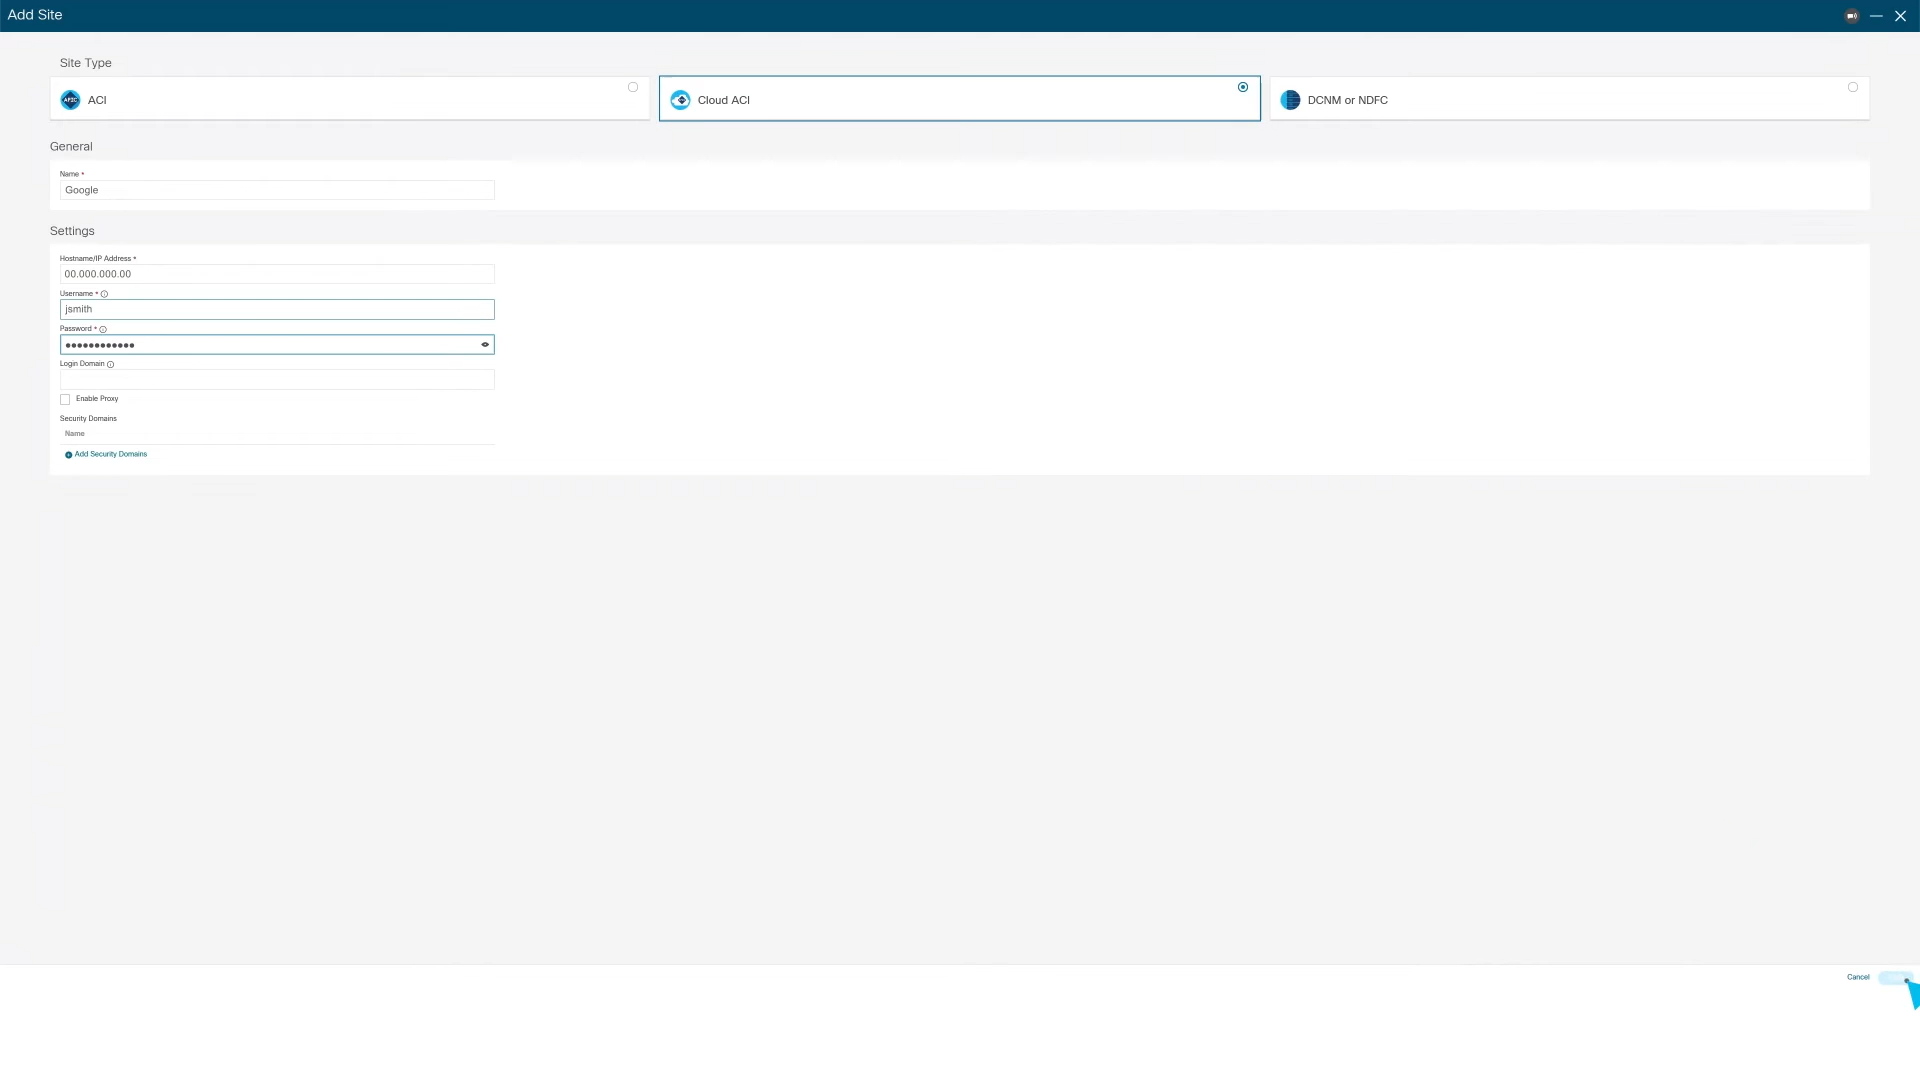 Add Site
Site Type
APIC
ACI
Cloud ACI
DCNM or NDFC
General
Name *
Google
Settings
Hostname/IP Address *
00.000.000.00
Username *
jsmith
Password *
●●●●●●●●●●●●
Login Domain
Enable Proxy
Security Domains
Name
Add Security Domains
Cancel